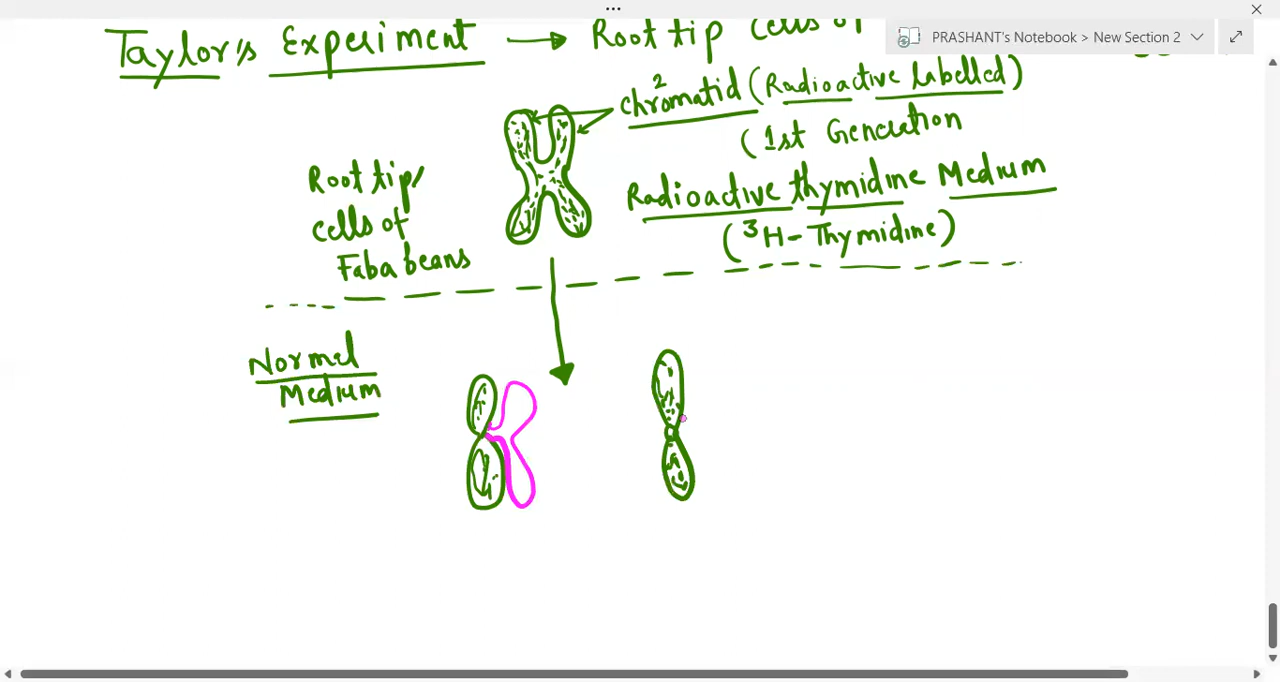 ...
PRASHANT's Notebook > New Section 2
Taylor's Experiment → Root tip cells of
2
chromatid (Radioactive Labelled)
(1st Generation
Root tip
cells of
Faba beans
Radioactive thymidine Medium
(³H-Thymidine)
Normal
Medium